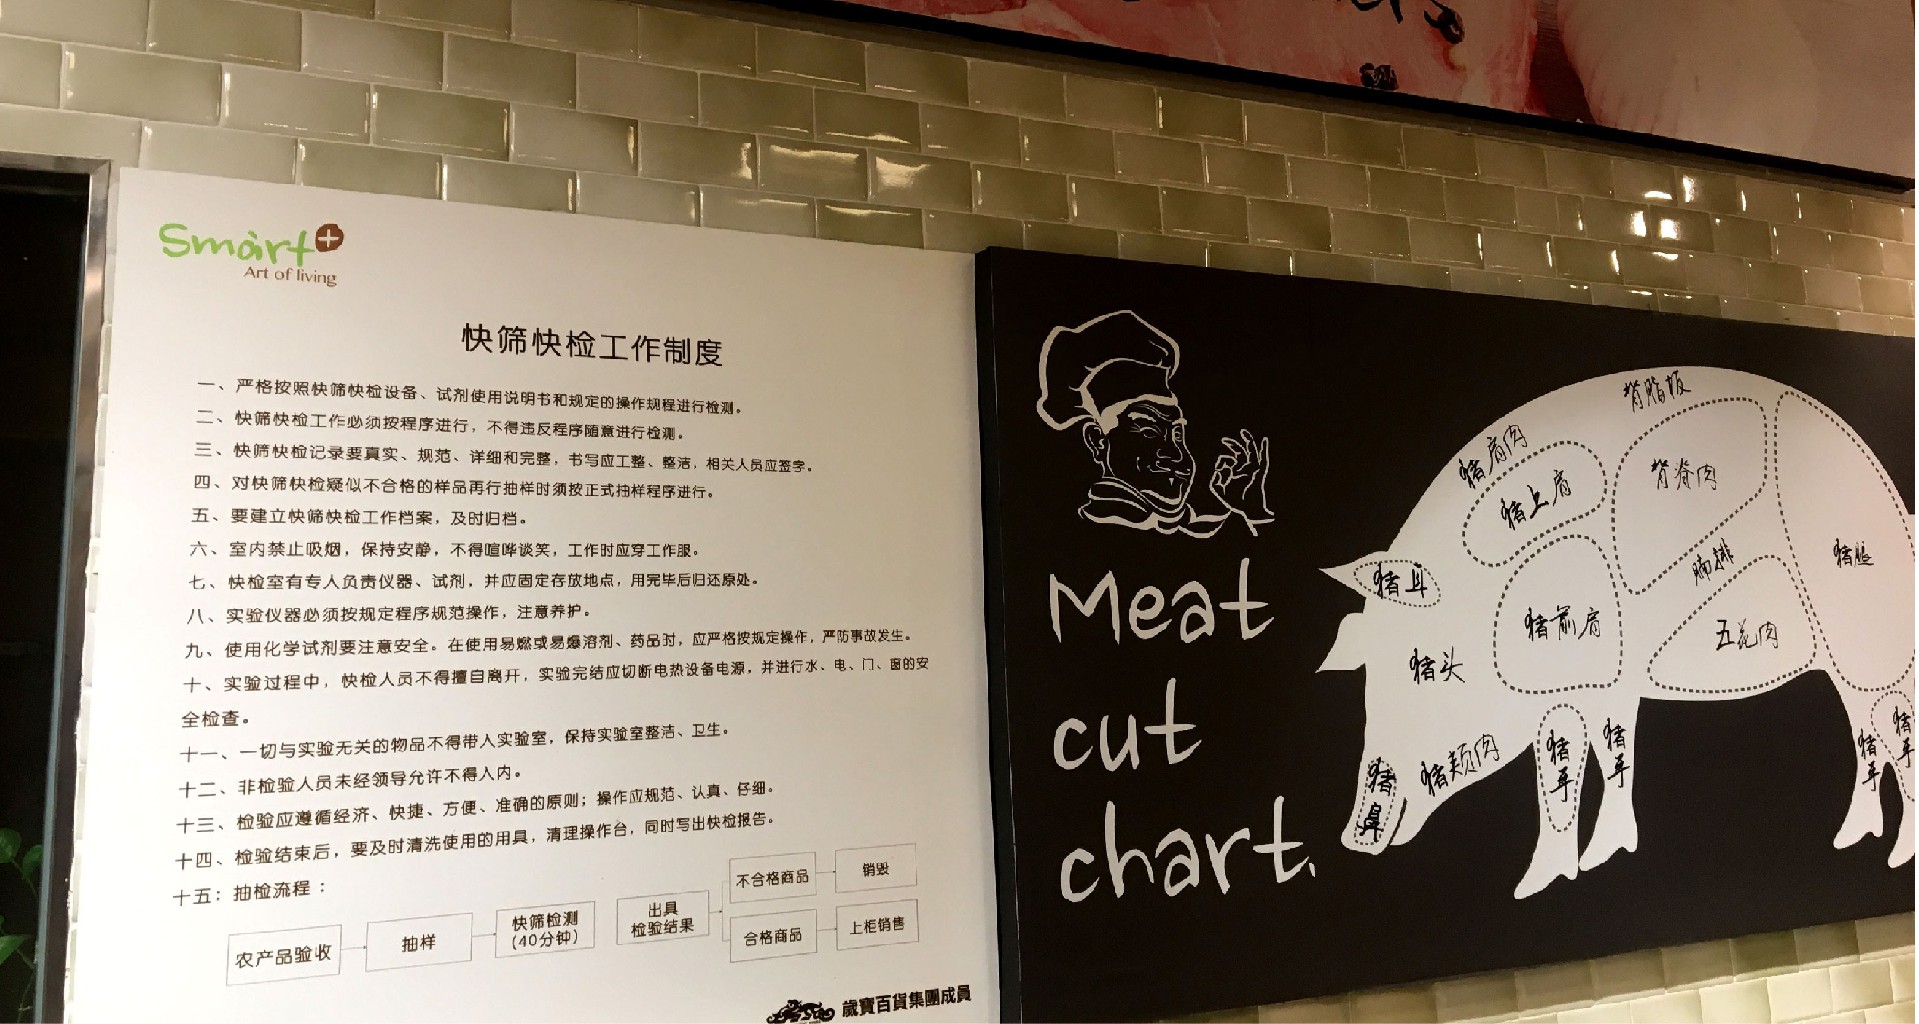 Smart+
Art of living
快筛快检工作制度
一、严格按照快筛快检设备、试剂使用说明书和规定的操作规程进行检测。
二、快筛快检工作必须按程序进行，不得违反程序随意进行检测。
三、快筛快检记录要真实、规范、详细和完整，书写应工整、整洁，相关人员应签字。
四、对快筛快检疑似不合格的样品再行抽样时须按正式抽样程序进行。
五、要建立快筛快检工作档案，及时归档。
六、室内禁止吸烟，保持安静，不得喧哗谈笑，工作时应穿工作服。
七、快检室有专人负责仪器、试剂，并应固定存放地点，用完毕后归还原处。
八、实验仪器必须按规定程序规范操作，注意养护。
九、使用化学试剂要注意安全。在使用易燃或易爆溶剂、药品时，应严格按规定操作，严防事故发生。
十、实验过程中，快检人员不得擅自离开，实验完结应切断电热设备电源，并进行水、电、门、窗的安
全检查。
十一、一切与实验无关的物品不得带入实验室，保持实验室整洁、卫生。
十二、非检验人员未经领导允许不得入内。
十三、检验应遵循经济、快捷、方便、准确的原则；操作应规范、认真、仔细。
十四、检验结束后，要及时清洗使用的用具，清理操作台，同时写出快检报告。
十五：抽检流程：
农产品验收
抽样
快筛检测
(40分钟)
出具
检验结果
不合格商品
销毁
合格商品
上柜销售
歲寶百貨集團成員
Meat
cut
chart.
背脂板
猪肩肉
猪上肩
背脊肉
猪耳
猪前肩
腩排
猪腿
猪头
五花肉
猪颊肉
猪鼻
猪手
猪手
猪手
猪手